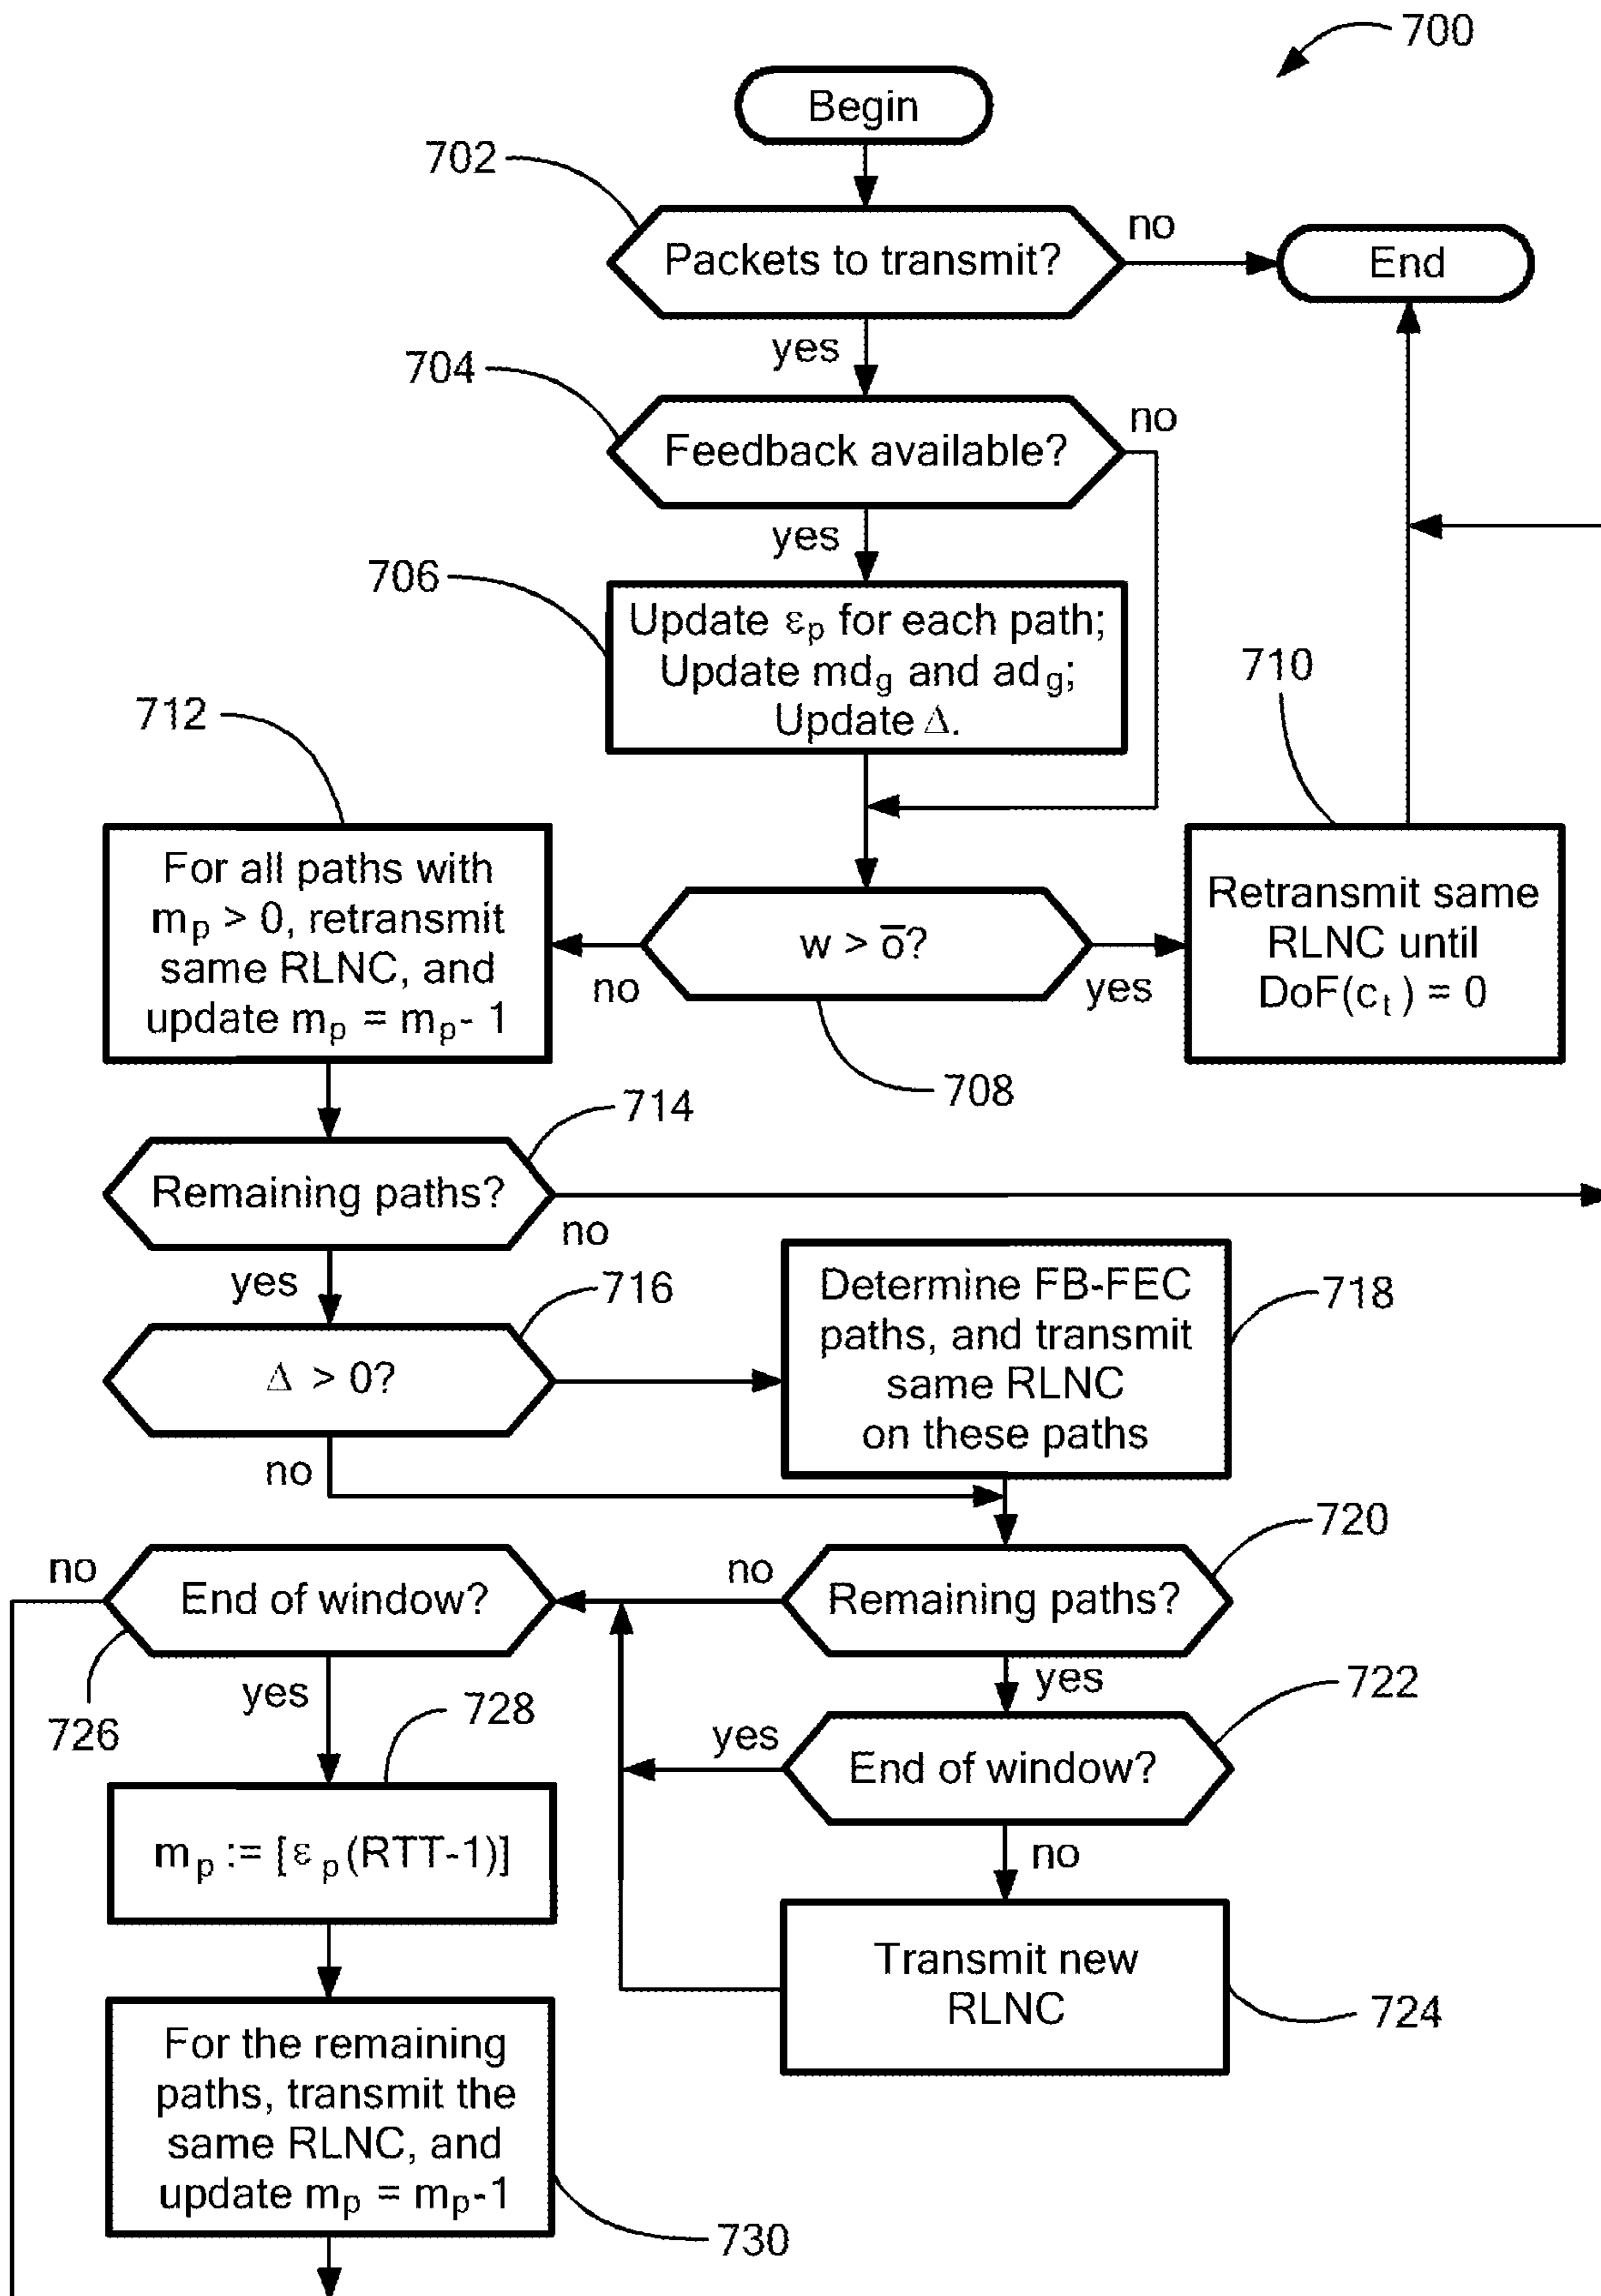 700
Begin
702
Packets to transmit?
no
End
yes
704
Feedback available?
no
yes
706
Update εp for each path;
Update mdg and adg;
Update Δ.
710
712
For all paths with
mp > 0, retransmit
same RLNC, and
update mp = mp- 1
w > o̅?
no
yes
Retransmit same
RLNC until
DoF(ct) = 0
708
714
Remaining paths?
no
yes
716
Δ > 0?
no
Determine FB-FEC
paths, and transmit
same RLNC
on these paths
718
720
Remaining paths?
no
yes
End of window?
no
726
yes
722
End of window?
yes
no
728
mp := [εp(RTT-1)]
Transmit new
RLNC
724
For the remaining
paths, transmit the
same RLNC, and
update mp = mp-1
730